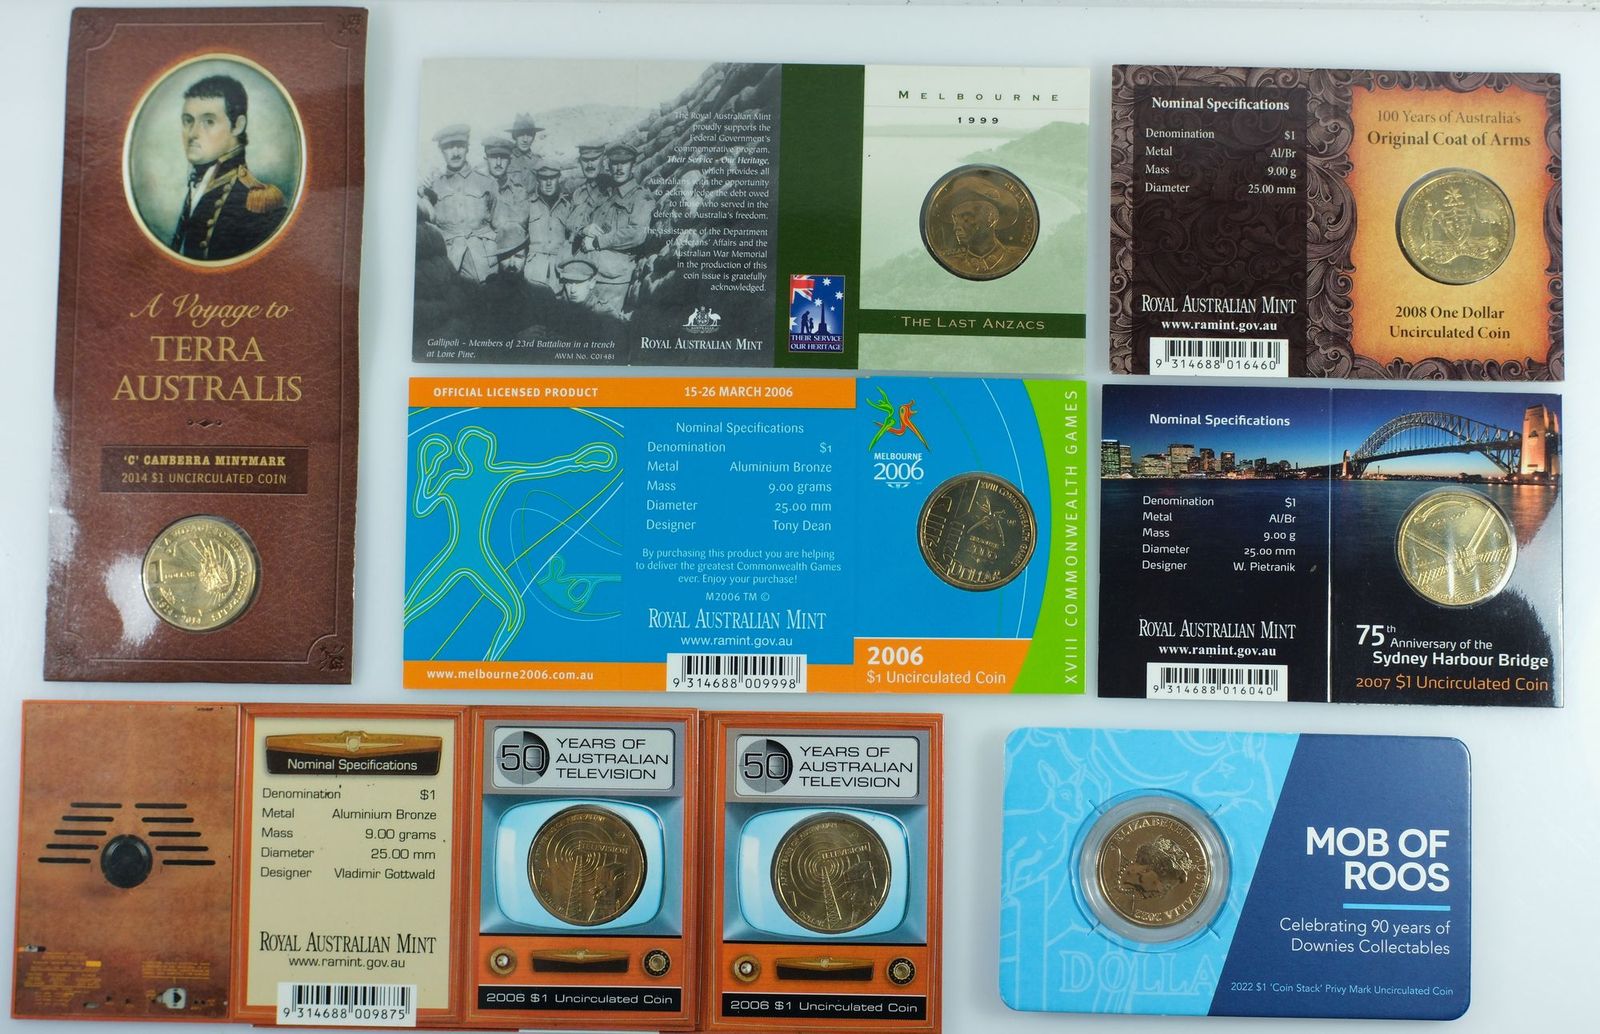 A Voyage to
TERRA
AUSTRALIS
'C' CANBERRA MINTMARK
2014 $1 UNCIRCULATED COIN
1
DOLLAR
The Royal Australian Mint
proudly supports the
Federal Government's
commemorative program,
Their Service - Our Heritage,
which provides all
Australians with the opportunity
to acknowledge the debt owed
to those who served in the
defence of Australia's freedom.
The assistance of the Department
of Veterans' Affairs and the
Australian War Memorial
in the production of this
coin issue is gratefully
acknowledged.
Gallipoli - Members of 23rd Battalion in a trench
at Lone Pine.
AWM No. C01481
ROYAL AUSTRALIAN MINT
THEIR SERVICE
OUR HERITAGE
MELBOURNE
1999
THE LAST ANZACS
Nominal Specifications
Denomination $1
Metal Al/Br
Mass 9.00 g
Diameter 25.00 mm
ROYAL AUSTRALIAN MINT
www.ramint.gov.au
9 314688 016460
100 Years of Australia's
Original Coat of Arms
2008 One Dollar
Uncirculated Coin
OFFICIAL LICENSED PRODUCT
www.melbourne2006.com.au
15-26 MARCH 2006
Nominal Specifications
Denomination $1
Metal Aluminium Bronze
Mass 9.00 grams
Diameter 25.00 mm
Designer Tony Dean
By purchasing this product you are helping
to deliver the greatest Commonwealth Games
ever. Enjoy your purchase!
M2006 TM ©
ROYAL AUSTRALIAN MINT
www.ramint.gov.au
9 314688 009998
MELBOURNE
2006
XVIII COMMONWEALTH GAMES
2006
$1 Uncirculated Coin
Nominal Specifications
Denomination $1
Metal Al/Br
Mass 9.00 g
Diameter 25.00 mm
Designer W. Pietranik
ROYAL AUSTRALIAN MINT
www.ramint.gov.au
9 314688 016040
75th Anniversary of the
Sydney Harbour Bridge
2007 $1 Uncirculated Coin
Nominal Specifications
Denomination $1
Metal Aluminium Bronze
Mass 9.00 grams
Diameter 25.00 mm
Designer Vladimir Gottwald
ROYAL AUSTRALIAN MINT
www.ramint.gov.au
9 314688 009875
50 YEARS OF
AUSTRALIAN
TELEVISION
TELEVISION
2006 $1 Uncirculated Coin
50 YEARS OF
AUSTRALIAN
TELEVISION
TELEVISION
2006 $1 Uncirculated Coin
ELIZABETH AUSTRALIA 2022
DOLLA
MOB OF
ROOS
Celebrating 90 years of
Downies Collectables
2022 $1 'Coin Stack' Privy Mark Uncirculated Coin